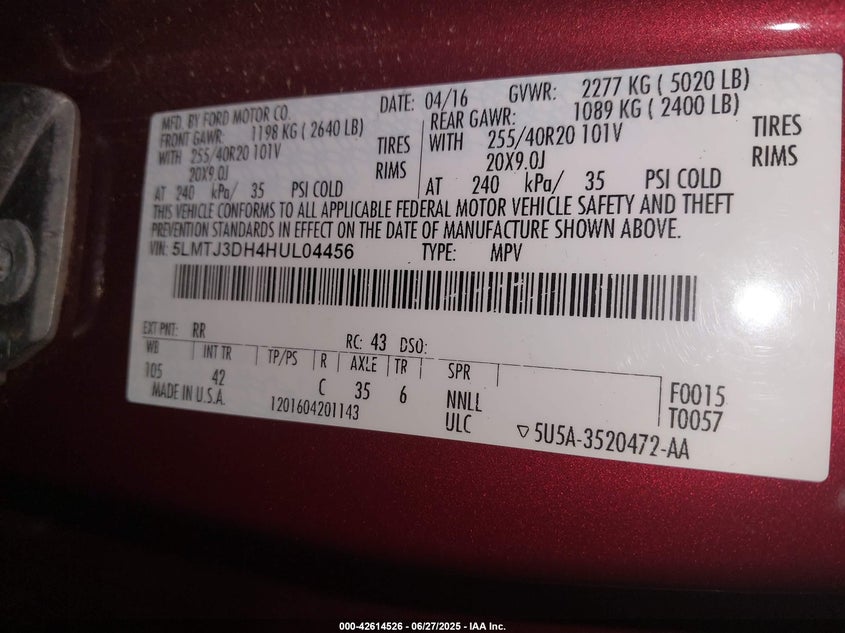 MFD. BY FORD MOTOR CO.
DATE: 04/16 GVWR: 2277 KG ( 5020 LB)
FRONT GAWR: 1198 KG ( 2640 LB)
REAR GAWR: 1089 KG ( 2400 LB)
WITH 255/40R20 101V TIRES
WITH 255/40R20 101V TIRES
20X9.0J RIMS
20X9.0J RIMS
AT 240 kPa/ 35 PSI COLD
AT 240 kPa/ 35 PSI COLD
THIS VEHICLE CONFORMS TO ALL APPLICABLE FEDERAL MOTOR VEHICLE SAFETY AND THEFT
PREVENTION STANDARDS IN EFFECT ON THE DATE OF MANUFACTURE SHOWN ABOVE.
VIN: 5LMTJ3DH4HUL04456 TYPE: MPV
EXT PNT: RR RC: 43 DSO:
WB INT TR TP/PS R AXLE TR SPR
105 42 C 35 6 NNLL F0015
MADE IN U.S.A. 1201604201143 ULC T0057
▽ 5U5A-3520472-AA
000-42614526 - 06/27/2025 - IAA Inc.